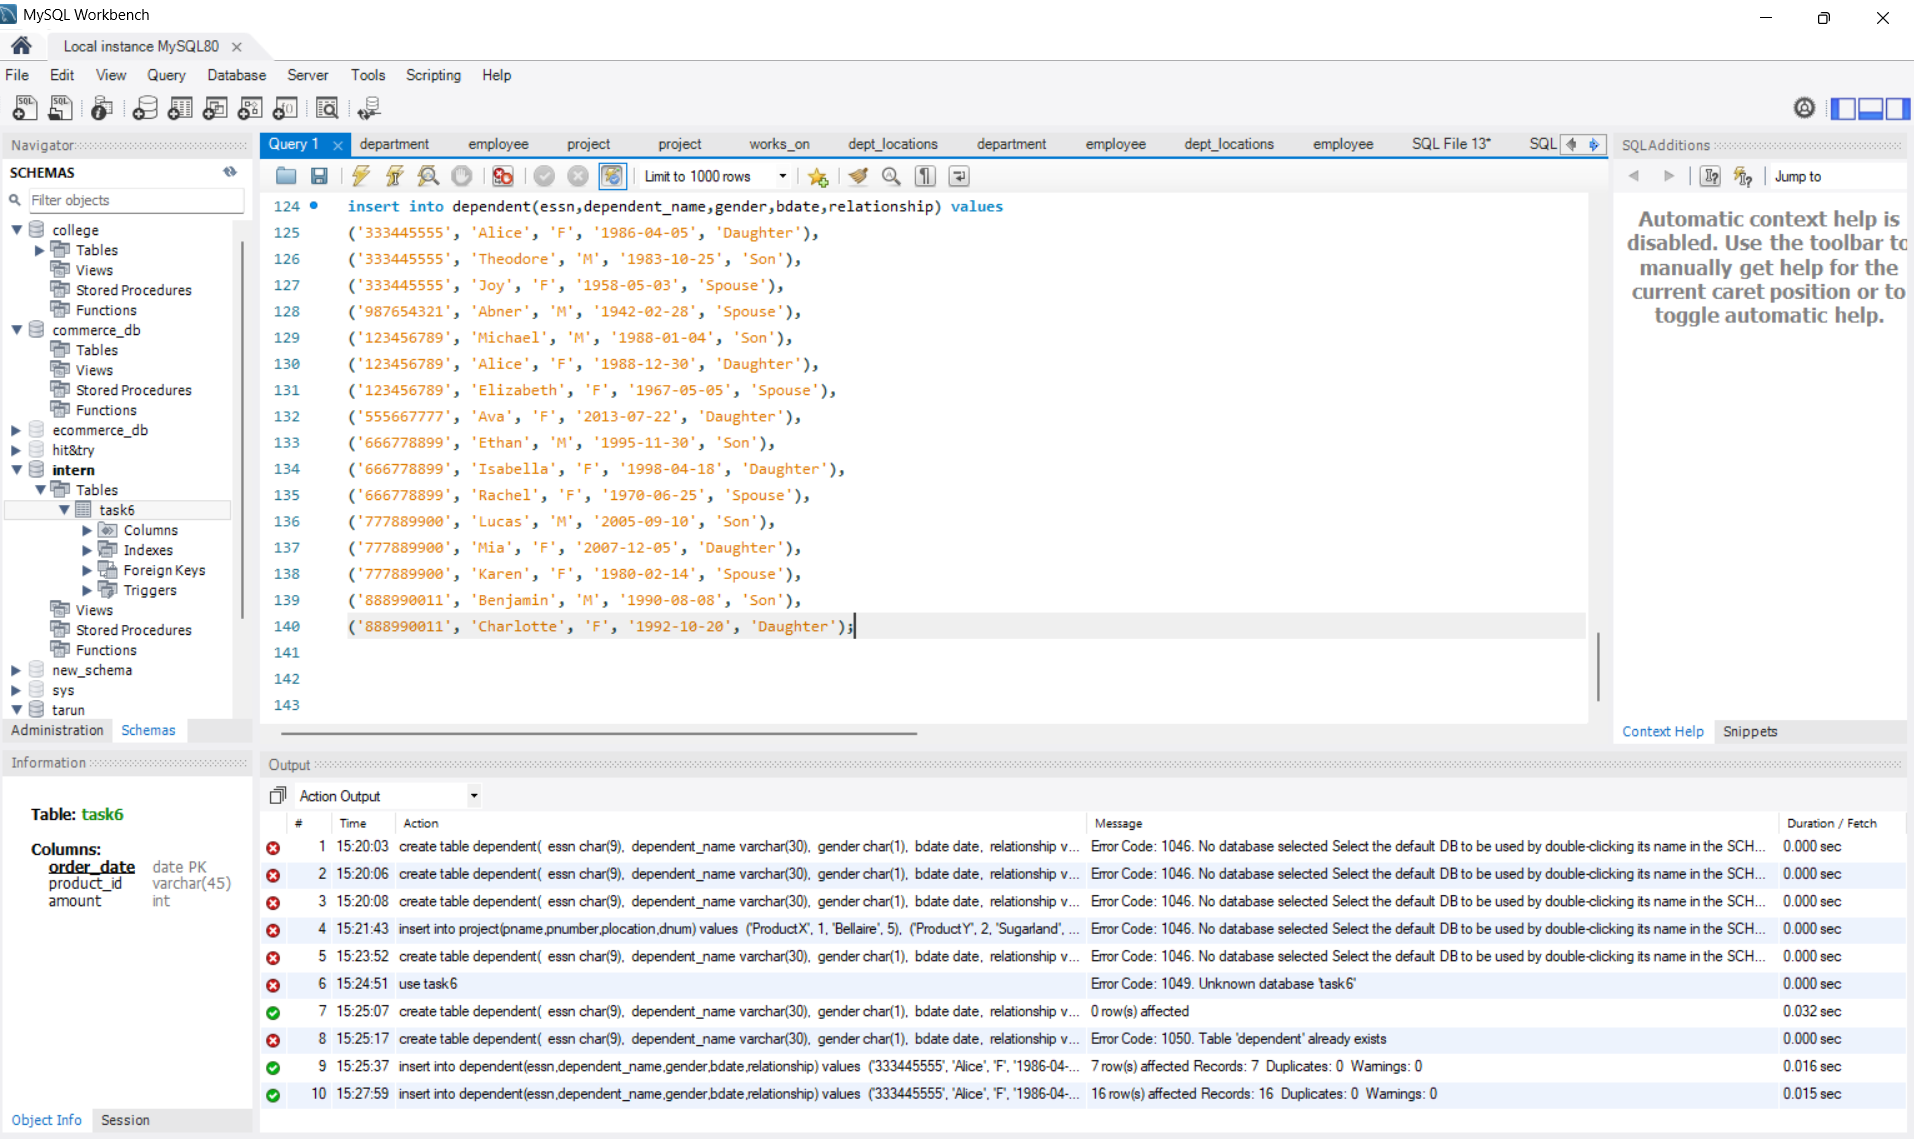 MySQL Workbench
Local instance MySQL80
File Edit View Query Database Server Tools Scripting Help
Navigator
SCHEMAS
Filter objects
college
Tables
Views
Stored Procedures
Functions
commerce_db
Tables
Views
Stored Procedures
Functions
ecommerce_db
hit&try
intern
Tables
task6
Columns
Indexes
Foreign Keys
Triggers
Views
Stored Procedures
Functions
new_schema
sys
tarun
Administration Schemas
Information
Table: task6
Columns:
order_date date PK
product_id varchar(45)
amount int
Object Info Session
Query 1 department employee project project works_on dept_locations department employee dept_locations employee SQL File 13* SQL
Limit to 1000 rows
124 insert into dependent(essn,dependent_name,gender,bdate,relationship) values
125 ('333445555', 'Alice', 'F', '1986-04-05', 'Daughter'),
126 ('333445555', 'Theodore', 'M', '1983-10-25', 'Son'),
127 ('333445555', 'Joy', 'F', '1958-05-03', 'Spouse'),
128 ('987654321', 'Abner', 'M', '1942-02-28', 'Spouse'),
129 ('123456789', 'Michael', 'M', '1988-01-04', 'Son'),
130 ('123456789', 'Alice', 'F', '1988-12-30', 'Daughter'),
131 ('123456789', 'Elizabeth', 'F', '1967-05-05', 'Spouse'),
132 ('555667777', 'Ava', 'F', '2013-07-22', 'Daughter'),
133 ('666778899', 'Ethan', 'M', '1995-11-30', 'Son'),
134 ('666778899', 'Isabella', 'F', '1998-04-18', 'Daughter'),
135 ('666778899', 'Rachel', 'F', '1970-06-25', 'Spouse'),
136 ('777889900', 'Lucas', 'M', '2005-09-10', 'Son'),
137 ('777889900', 'Mia', 'F', '2007-12-05', 'Daughter'),
138 ('777889900', 'Karen', 'F', '1980-02-14', 'Spouse'),
139 ('888990011', 'Benjamin', 'M', '1990-08-08', 'Son'),
140 ('888990011', 'Charlotte', 'F', '1992-10-20', 'Daughter');
141
142
143
SQLAdditions
Jump to
Automatic context help is
disabled. Use the toolbar to
manually get help for the
current caret position or to
toggle automatic help.
Context Help Snippets
Output
Action Output
# Time Action Message Duration / Fetch
1 15:20:03 create table dependent( essn char(9), dependent_name varchar(30), gender char(1), bdate date, relationship v... Error Code: 1046. No database selected Select the default DB to be used by double-clicking its name in the SCH... 0.000 sec
2 15:20:06 create table dependent( essn char(9), dependent_name varchar(30), gender char(1), bdate date, relationship v... Error Code: 1046. No database selected Select the default DB to be used by double-clicking its name in the SCH... 0.000 sec
3 15:20:08 create table dependent( essn char(9), dependent_name varchar(30), gender char(1), bdate date, relationship v... Error Code: 1046. No database selected Select the default DB to be used by double-clicking its name in the SCH... 0.000 sec
4 15:21:43 insert into project(pname,pnumber,plocation,dnum) values ('ProductX', 1, 'Bellaire', 5), ('ProductY', 2, 'Sugarland', ... Error Code: 1046. No database selected Select the default DB to be used by double-clicking its name in the SCH... 0.000 sec
5 15:23:52 create table dependent( essn char(9), dependent_name varchar(30), gender char(1), bdate date, relationship v... Error Code: 1046. No database selected Select the default DB to be used by double-clicking its name in the SCH... 0.000 sec
6 15:24:51 use task6 Error Code: 1049. Unknown database 'task6' 0.000 sec
7 15:25:07 create table dependent( essn char(9), dependent_name varchar(30), gender char(1), bdate date, relationship v... 0 row(s) affected 0.032 sec
8 15:25:17 create table dependent( essn char(9), dependent_name varchar(30), gender char(1), bdate date, relationship v... Error Code: 1050. Table 'dependent' already exists 0.000 sec
9 15:25:37 insert into dependent(essn,dependent_name,gender,bdate,relationship) values ('333445555', 'Alice', 'F', '1986-04-... 7 row(s) affected Records: 7 Duplicates: 0 Warnings: 0 0.016 sec
10 15:27:59 insert into dependent(essn,dependent_name,gender,bdate,relationship) values ('333445555', 'Alice', 'F', '1986-04-... 16 row(s) affected Records: 16 Duplicates: 0 Warnings: 0 0.015 sec